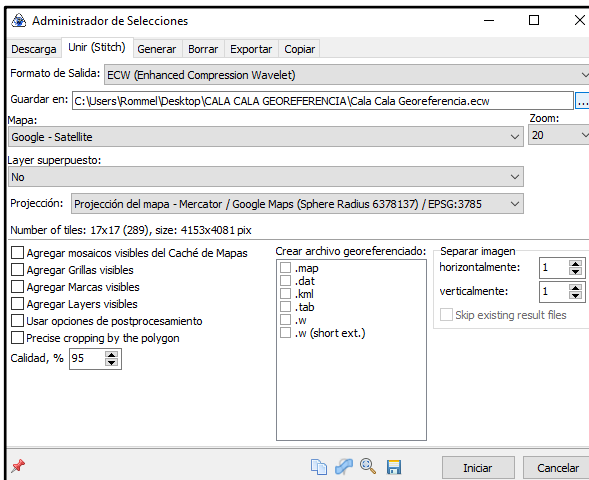 Administrador de Selecciones
Descarga Unir (Stitch) Generar Borrar Exportar Copiar
Formato de Salida: ECW (Enhanced Compression Wavelet)
Guardar en: C:\Users\Rommel\Desktop\CALA CALA GEOREFERENCIA\Cala Cala Georeferencia.ecw ...
Mapa: Zoom:
Google - Satellite 20
Layer superpuesto:
No
Projección: Projección del mapa - Mercator / Google Maps (Sphere Radius 6378137) / EPSG:3785
Number of tiles: 17x17 (289), size: 4153x4081 pix
Agregar mosaicos visibles del Caché de Mapas
Agregar Grillas visibles
Agregar Marcas visibles
Agregar Layers visibles
Usar opciones de postprocesamiento
Precise cropping by the polygon
Calidad, % 95
Crear archivo georeferenciado:
.map
.dat
.kml
.tab
.w
.w (short ext.)
Separar imagen
horizontalmente: 1
verticalmente: 1
Skip existing result files
Iniciar Cancelar